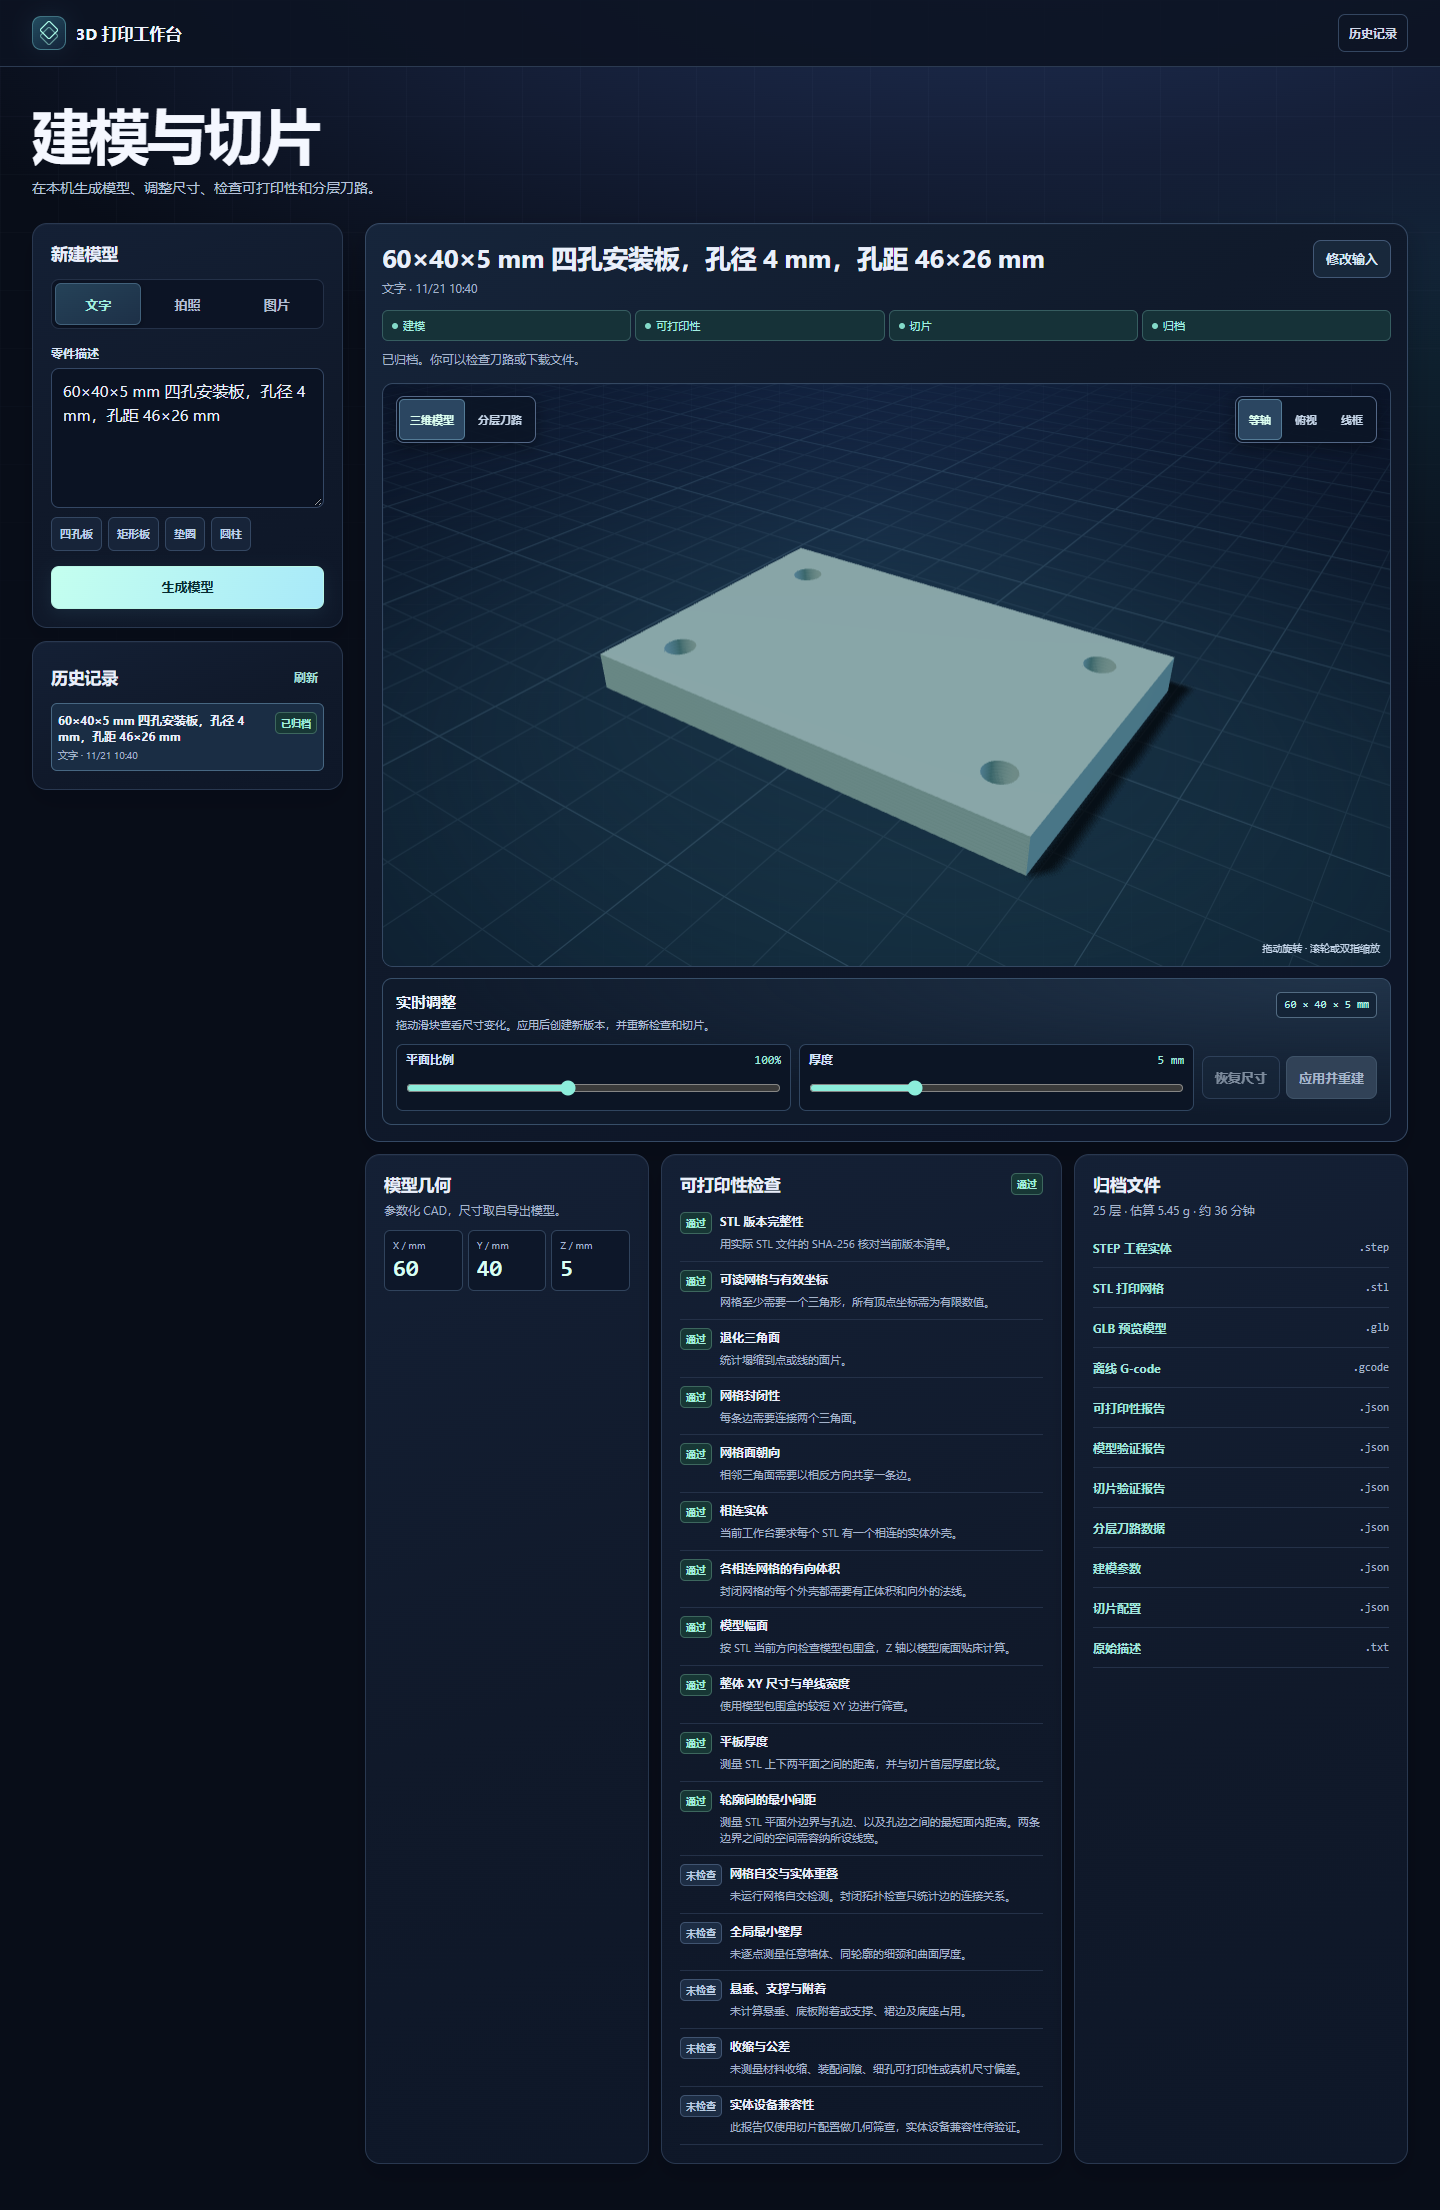 3D 打印工作台
历史记录
建模与切片
在本机生成模型、调整尺寸、检查可打印性和分层刀路。
新建模型
文字
拍照
图片
零件描述
60×40×5 mm 四孔安装板，孔径 4
mm，孔距 46×26 mm
四孔板
矩形板
垫圈
圆柱
生成模型
历史记录
刷新
60×40×5 mm 四孔安装板，孔径 4
mm，孔距 46×26 mm
已归档
文字 · 11/21 10:40
60×40×5 mm 四孔安装板，孔径 4 mm，孔距 46×26 mm
修改输入
文字 · 11/21 10:40
建模
可打印性
切片
归档
已归档。你可以检查刀路或下载文件。
三维模型
分层刀路
等轴
俯视
线框
拖动旋转 · 滚轮或双指缩放
实时调整
60 × 40 × 5 mm
拖动滑块查看尺寸变化。应用后创建新版本，并重新检查和切片。
平面比例
100%
厚度
5 mm
恢复尺寸
应用并重建
模型几何
参数化 CAD，尺寸取自导出模型。
X / mm
60
Y / mm
40
Z / mm
5
可打印性检查
通过
通过 STL 版本完整性
用实际 STL 文件的 SHA-256 核对当前版本清单。
通过 可读网格与有效坐标
网格至少需要一个三角形，所有顶点坐标需为有限数值。
通过 退化三角面
统计塌缩到点或线的面片。
通过 网格封闭性
每条边需要连接两个三角面。
通过 网格面朝向
相邻三角面需要以相反方向共享一条边。
通过 相连实体
当前工作台要求每个 STL 有一个相连的实体外壳。
通过 各相连网格的有向体积
封闭网格的每个外壳都需要有正体积和向外的法线。
通过 模型幅面
按 STL 当前方向检查模型包围盒，Z 轴以模型底面贴床计算。
通过 整体 XY 尺寸与单线宽度
使用模型包围盒的较短 XY 边进行筛查。
通过 平板厚度
测量 STL 上下两平面之间的距离，并与切片首层厚度比较。
通过 轮廓间的最小间距
测量 STL 平面外边界与孔边、以及孔边之间的最短面内距离。两条
边界之间的空间需容纳所设线宽。
未检查 网格自交与实体重叠
未运行网格自交检测。封闭拓扑检查只统计边的连接关系。
未检查 全局最小壁厚
未逐点测量任意墙体、同轮廓的细颈和曲面厚度。
未检查 悬垂、支撑与附着
未计算悬垂、底板附着或支撑、裙边及底座占用。
未检查 收缩与公差
未测量材料收缩、装配间隙、细孔可打印性或真机尺寸偏差。
未检查 实体设备兼容性
此报告仅使用切片配置做几何筛查，实体设备兼容性待验证。
归档文件
25 层 · 估算 5.45 g · 约 36 分钟
STEP 工程实体 .step
STL 打印网格 .stl
GLB 预览模型 .glb
离线 G-code .gcode
可打印性报告 .json
模型验证报告 .json
切片验证报告 .json
分层刀路数据 .json
建模参数 .json
切片配置 .json
原始描述 .txt